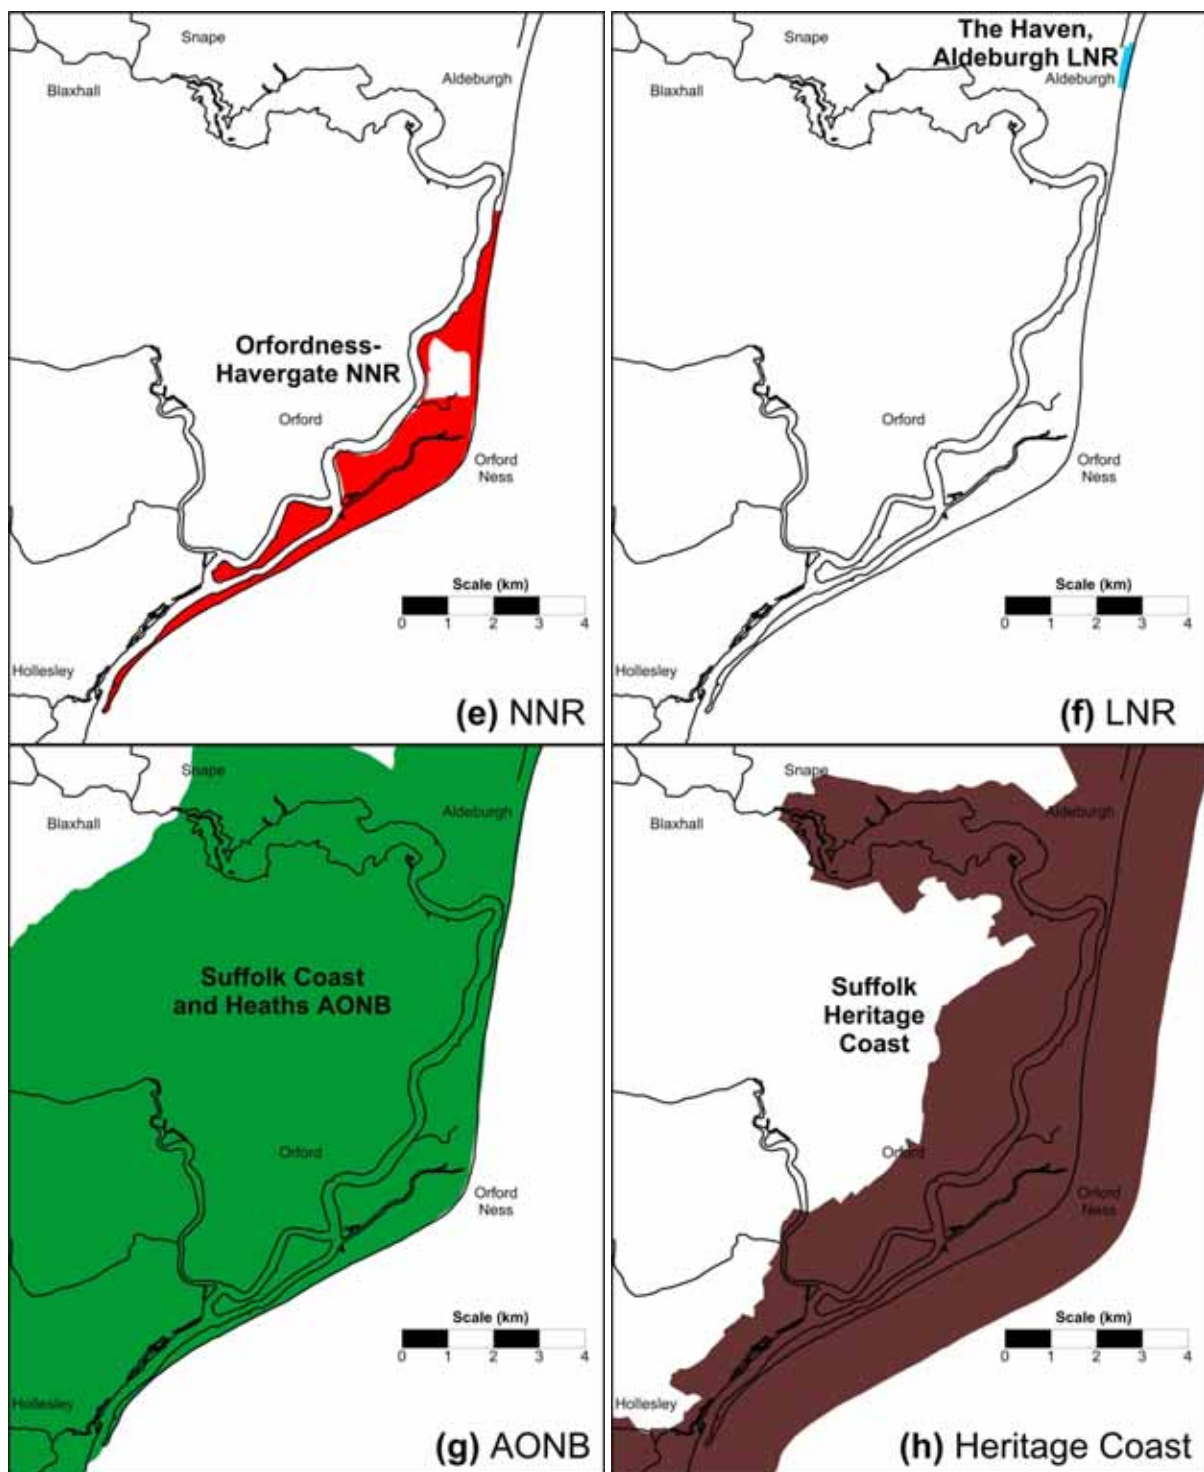 Snape
Blaxhall
Aldeburgh
Orfordness-
Havergate NNR
Orford
Orford
Ness
Scale (km)
0 1 2 3 4
Hollesley
(e) NNR
The Haven,
Aldeburgh LNR
Snape
Blaxhall
Aldeburgh
Orford
Orford
Ness
Scale (km)
0 1 2 3 4
Hollesley
(f) LNR
Snape
Blaxhall
Aldeburgh
Suffolk Coast
and Heaths AONB
Orford
Orford
Ness
Scale (km)
0 1 2 3 4
Hollesley
(g) AONB
Snape
Blaxhall
Aldeburgh
Suffolk
Heritage
Coast
Orford
Orford
Ness
Scale (km)
0 1 2 3 4
Hollesley
(h) Heritage Coast